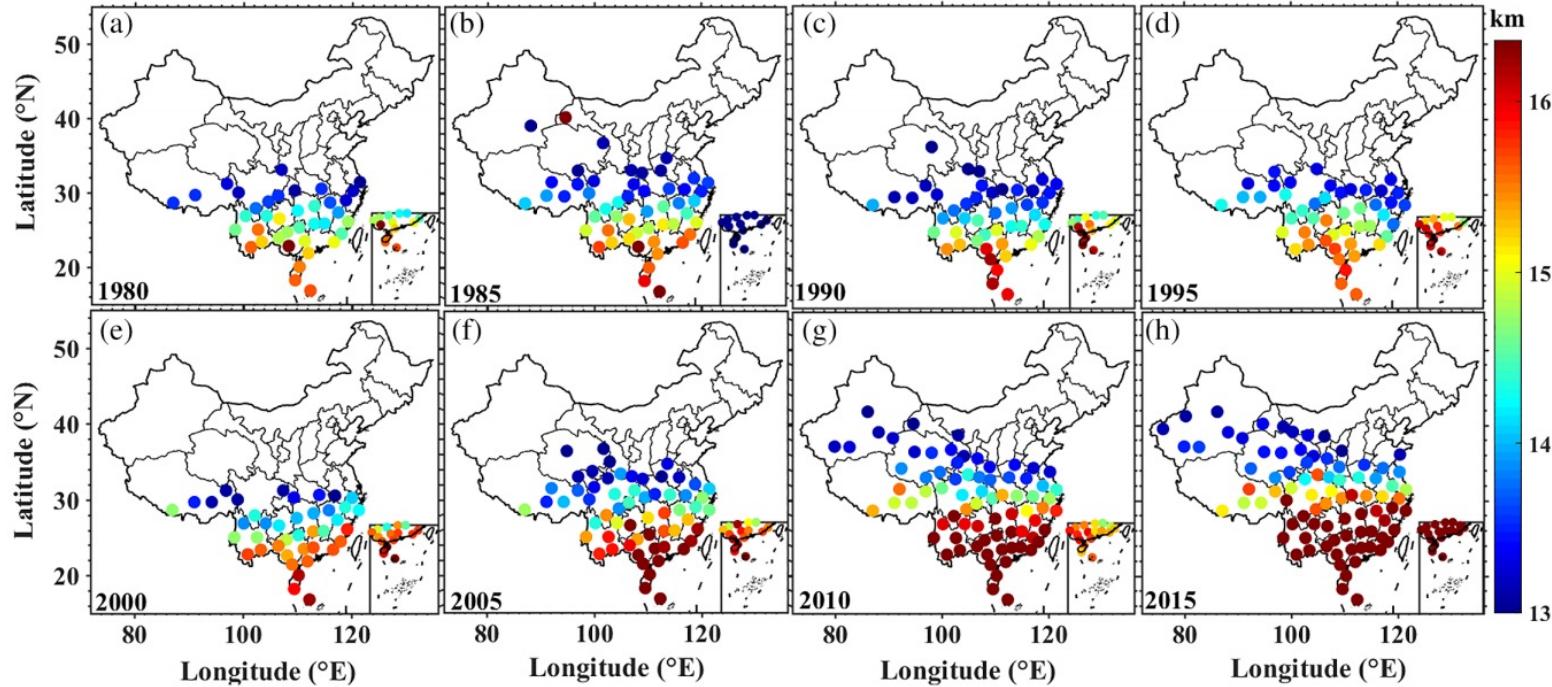 (a) (b) (c) (d) km
50
40
30
20
Latitude (°N)
1980 1985 1990 1995
16
15
14
13
(e) (f) (g) (h)
50
40
30
20
Latitude (°N)
2000 2005 2010 2015
80 100 120 80 100 120 80 100 120 80 100 120
Longitude (°E) Longitude (°E) Longitude (°E) Longitude (°E)